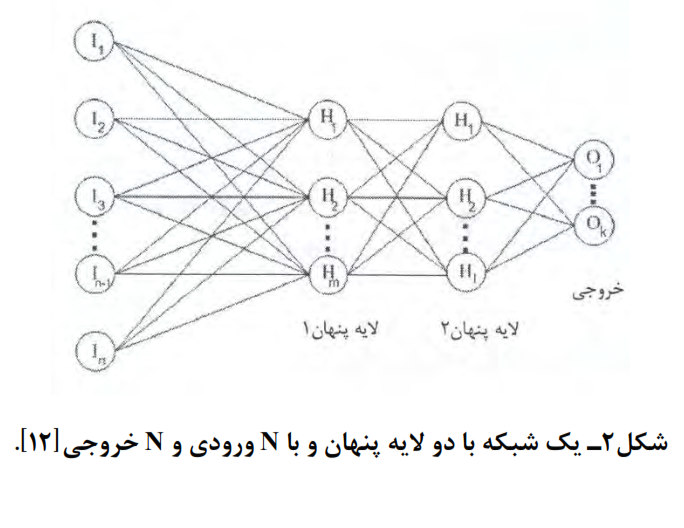 I1
I2
I3
In-1
In
H1
H2
Hm
H1
H2
Hl
O1
Ok
خروجی
لایه پنهان۲
لایه پنهان۱
شکل۲ـ یک شبکه با دو لایه پنهان و با N ورودی و N خروجی[۱۲].